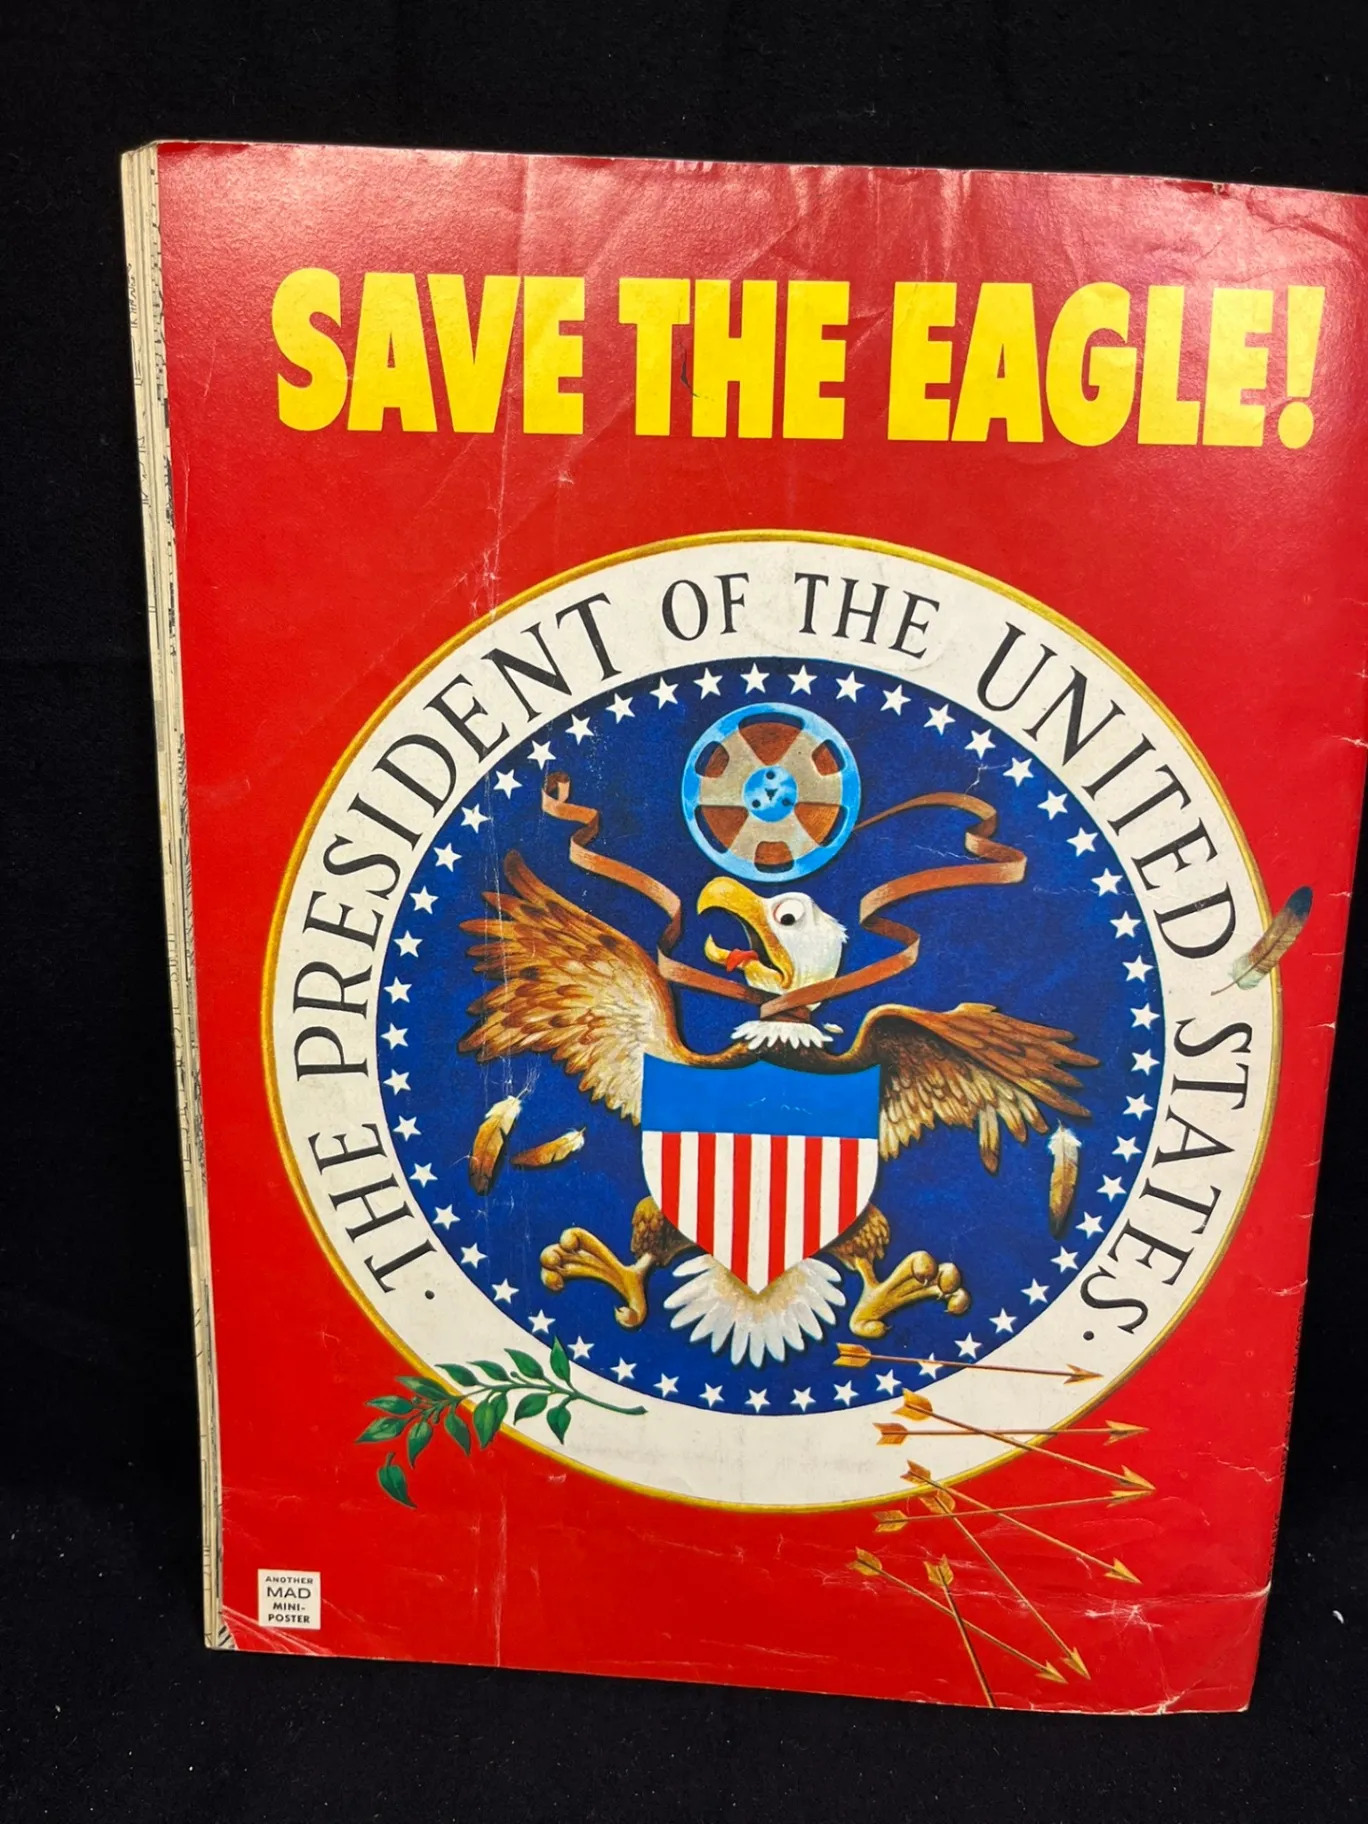 SAVE THE EAGLE!
· THE PRESIDENT OF THE UNITED STATES ·
ANOTHER
MAD
MINI-
POSTER